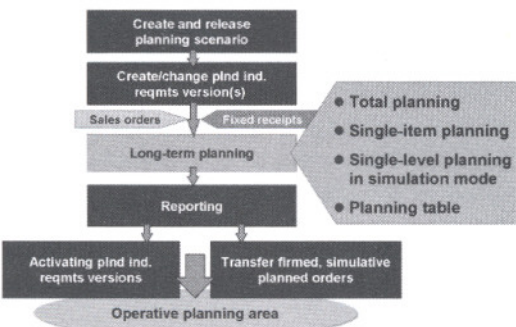 Create and release
planning scenario
Create/change plnd ind.
reqmts version(s)
Sales orders
Fixed receipts
Long-term planning
● Total planning
● Single-item planning
● Single-level planning
in simulation mode
● Planning table
Reporting
Activating plnd ind.
reqmts versions
Transfer firmed, simulative
planned orders
Operative planning area